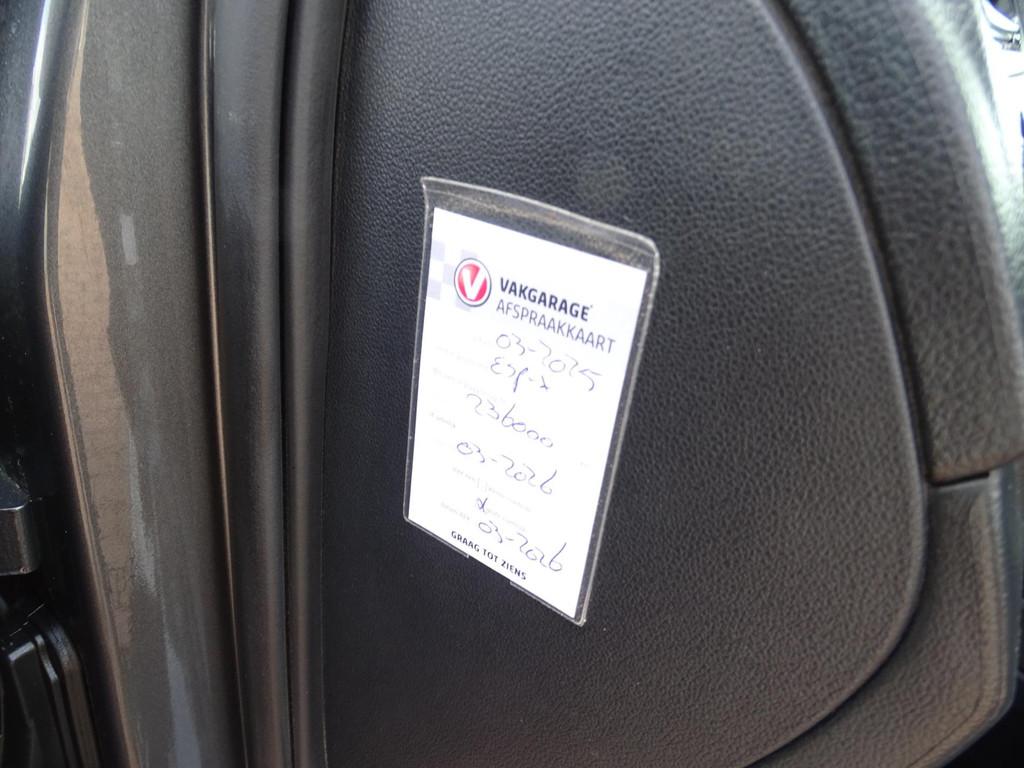 V
VAKGARAGE
AFSPRAAKKAART
03-2025
236000
03-2026
x
03-2026
GRAAG TOT ZIENS